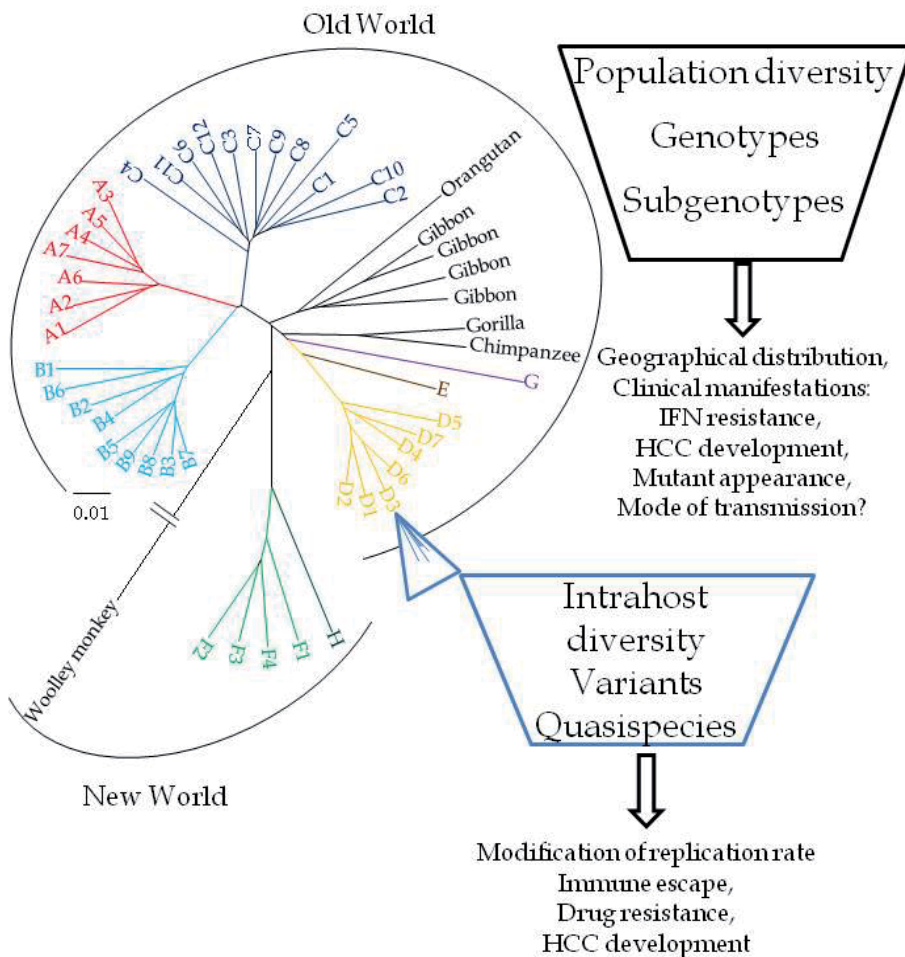 Old World
C4
C11
C6
C12
C3
C7
C9
C8
C5
C1
C10
C2
A3
A5
A4
A7
A6
A2
A1
Orangutan
Gibbon
Gibbon
Gibbon
Gibbon
Gorilla
Chimpanzee
G
E
B1
B6
B2
B4
B5
B9
B8
B3
B7
D5
D7
D4
D6
D3
D1
D2
0.01
Woolley monkey
F2
F3
F4
F1
H
New World
Population diversity
Genotypes
Subgenotypes
Geographical distribution,
Clinical manifestations:
IFN resistance,
HCC development,
Mutant appearance,
Mode of transmission?
Intrahost
diversity
Variants
Quasispecies
Modification of replication rate
Immune escape,
Drug resistance,
HCC development